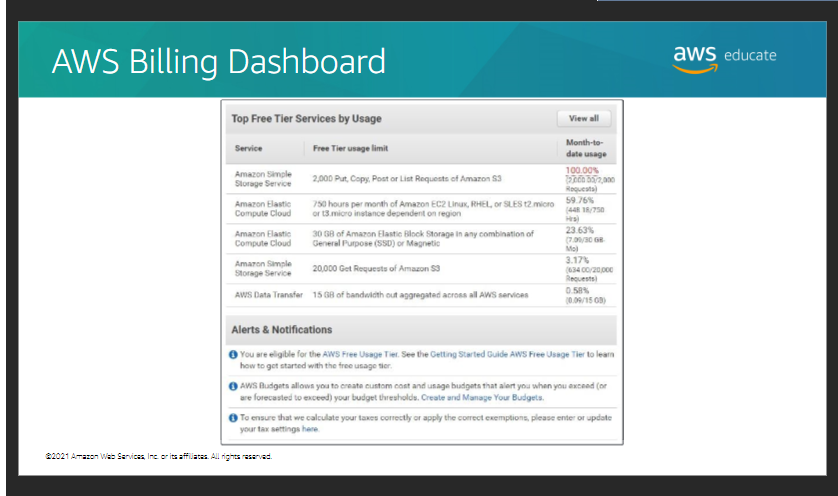 AWS Billing Dashboard
aws educate
Top Free Tier Services by Usage
View all
Service
Free Tier usage limit
Month-to-
date usage
Amazon Simple
Storage Service
2,000 Put, Copy, Post or List Requests of Amazon S3
100.00%
(2,000.00/2,000
Requests)
Amazon Elastic
Compute Cloud
750 hours per month of Amazon EC2 Linux, RHEL, or SLES t2.micro
or t3.micro instance dependent on region
59.76%
(448.18/750
Hrs)
Amazon Elastic
Compute Cloud
30 GB of Amazon Elastic Block Storage in any combination of
General Purpose (SSD) or Magnetic
23.63%
(7.09/30 GB-
Mo)
Amazon Simple
Storage Service
20,000 Get Requests of Amazon S3
3.17%
(634.00/20,000
Requests)
AWS Data Transfer
15 GB of bandwidth out aggregated across all AWS services
0.58%
(0.09/15 GB)
Alerts & Notifications
You are eligible for the AWS Free Usage Tier. See the Getting Started Guide AWS Free Usage Tier to learn
how to get started with the free usage tier.
AWS Budgets allows you to create custom cost and usage budgets that alert you when you exceed (or
are forecasted to exceed) your budget thresholds. Create and Manage Your Budgets.
To ensure that we calculate your taxes correctly or apply the correct exemptions, please enter or update
your tax settings here.
©2021 Amazon Web Services, Inc. or its affiliates. All rights reserved.